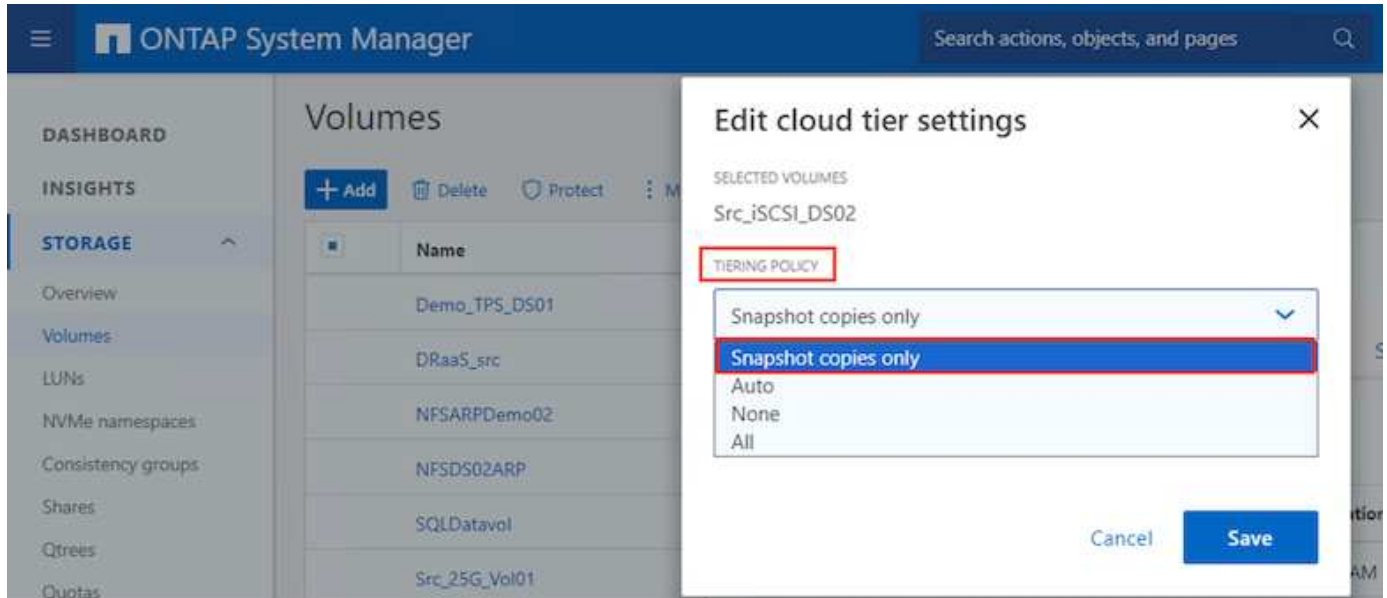 ONTAP System Manager
Search actions, objects, and pages
DASHBOARD
INSIGHTS
STORAGE
Overview
Volumes
LUNs
NVMe namespaces
Consistency groups
Shares
Qtrees
Quotas
Volumes
+ Add
Delete
Protect
M
Name
Demo_TPS_DS01
DRaaS_src
NFSARPDemo02
NFSDS02ARP
SQLDatavol
Src_25G_Vol01
Edit cloud tier settings
SELECTED VOLUMES
Src_iSCSI_DS02
TIERING POLICY
Snapshot copies only
Snapshot copies only
Auto
None
All
Cancel
Save
S
tion
AM